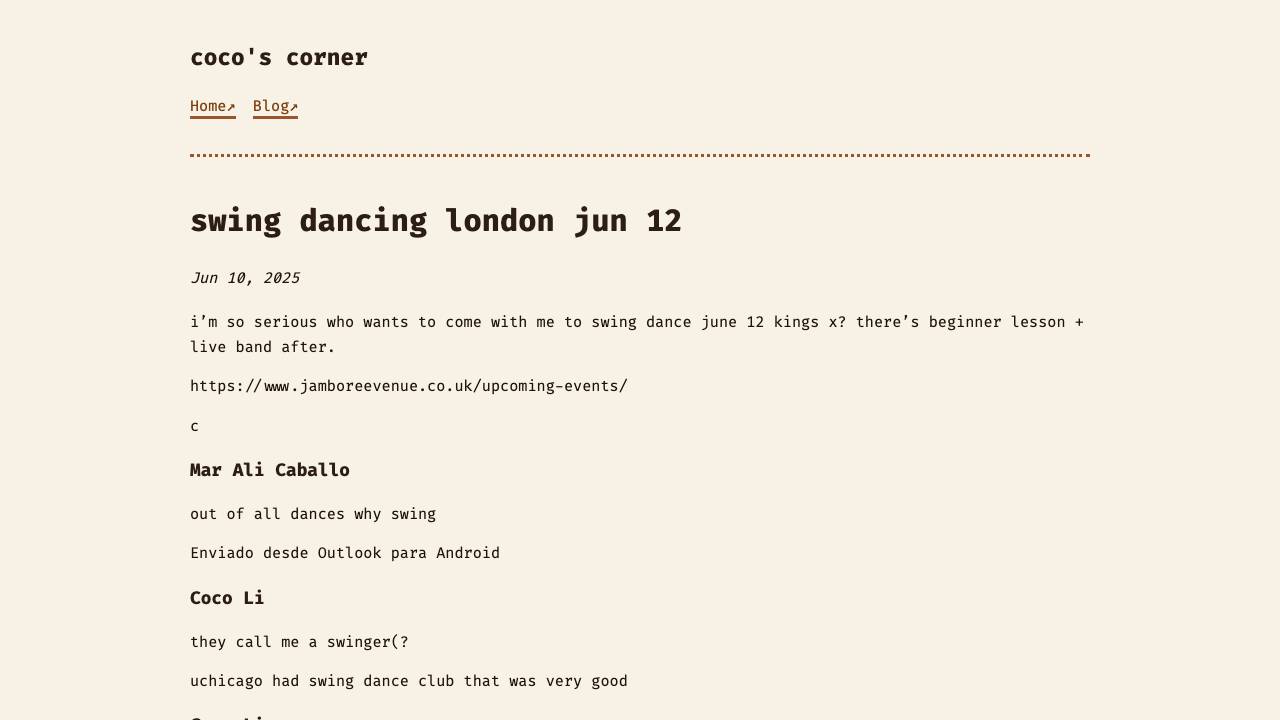 coco's corner
Home↗ Blog↗
swing dancing london jun 12
Jun 10, 2025
i’m so serious who wants to come with me to swing dance june 12 kings x? there’s beginner lesson +
live band after.
https://www.jamboreevenue.co.uk/upcoming-events/
c
Mar Ali Caballo
out of all dances why swing
Enviado desde Outlook para Android
Coco Li
they call me a swinger(?
uchicago had swing dance club that was very good